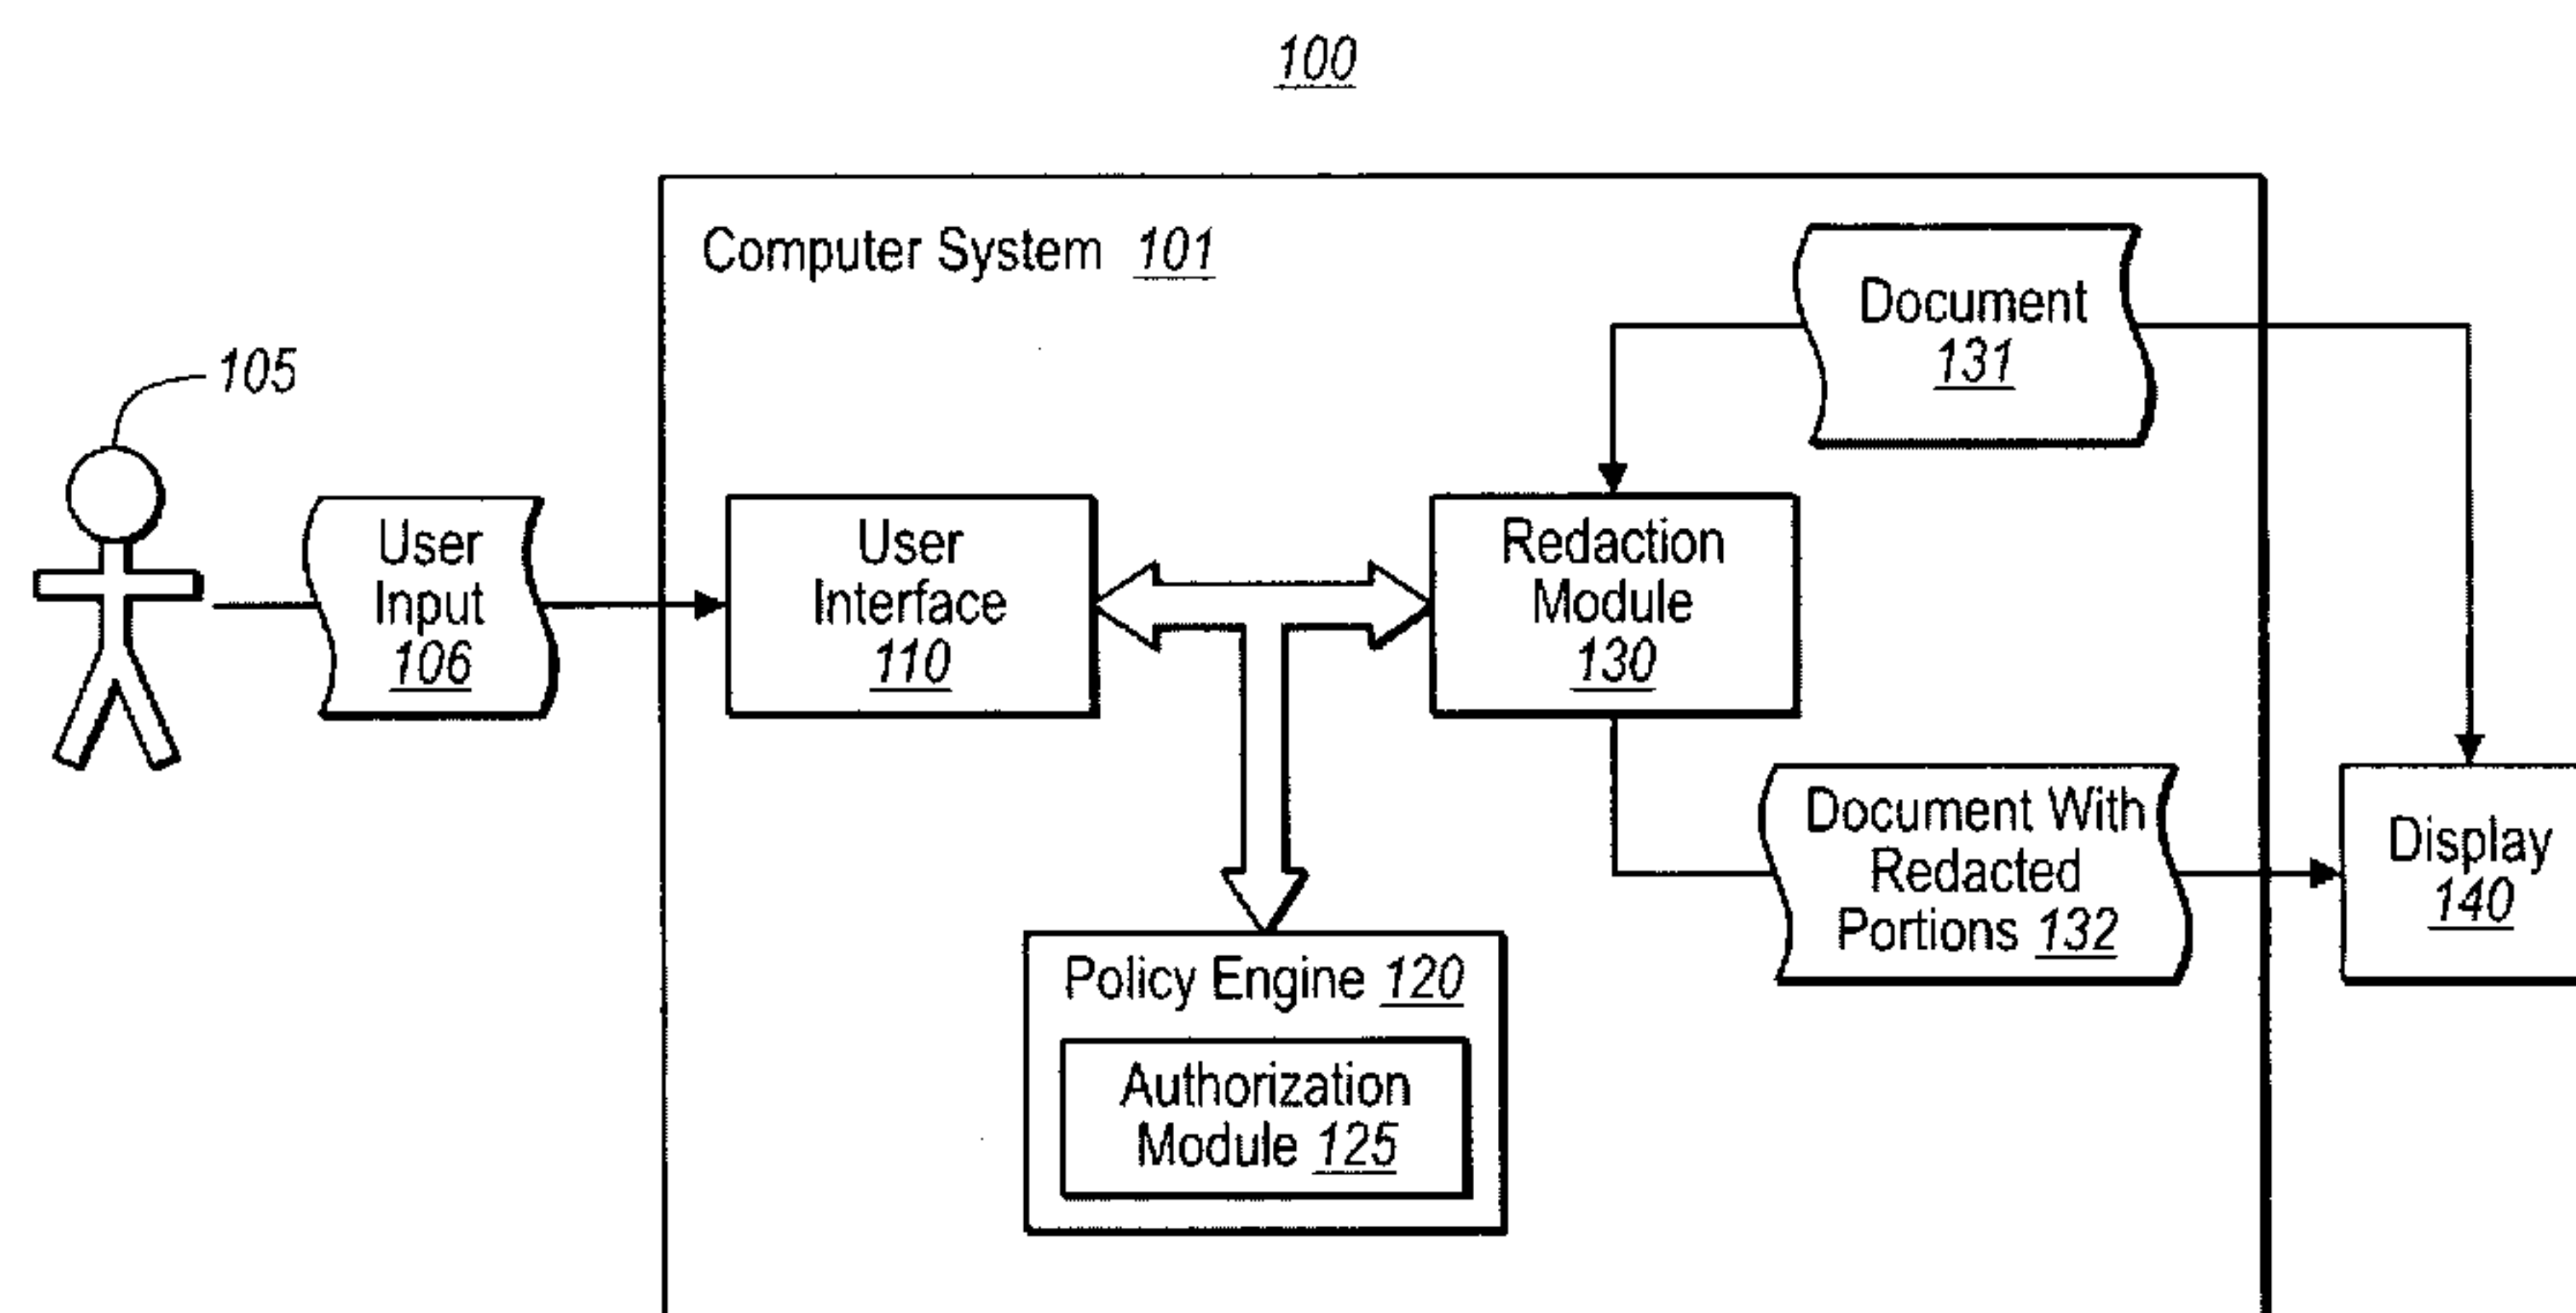 100
Computer System 101
Document
131
105
User
Input
106
User
Interface
110
Redaction
Module
130
Document With
Redacted
Portions 132
Display
140
Policy Engine 120
Authorization
Module 125